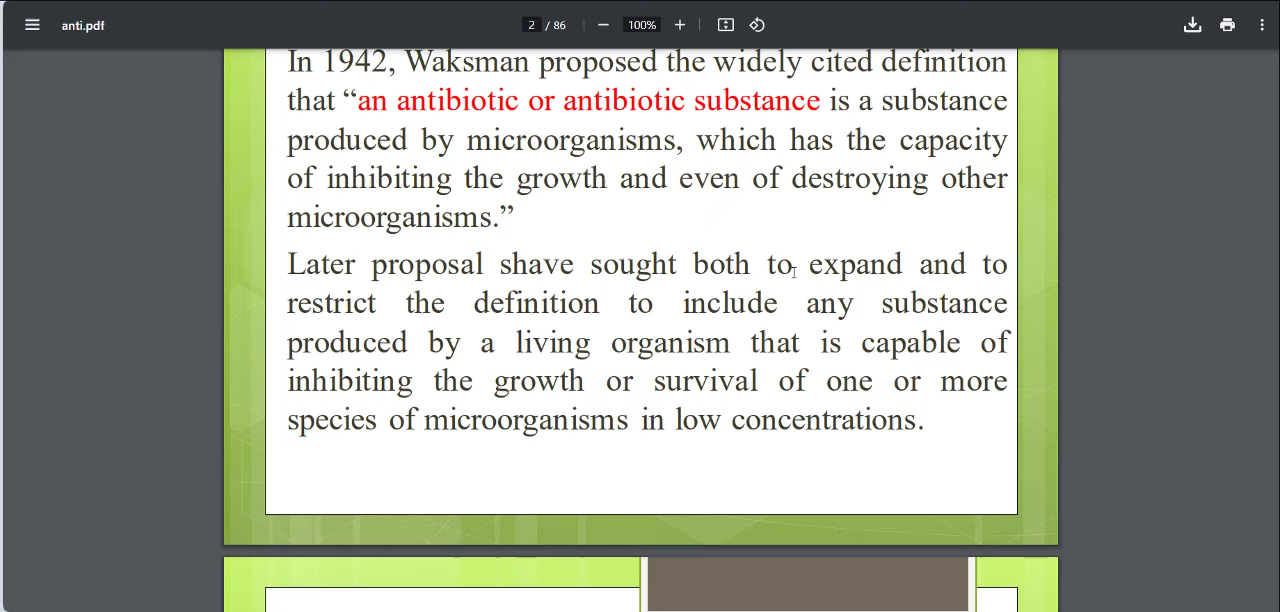 anti.pdf
2 / 86
100%
In 1942, Waksman proposed the widely cited definition
that “an antibiotic or antibiotic substance is a substance
produced by microorganisms, which has the capacity
of inhibiting the growth and even of destroying other
microorganisms.”
Later proposal shave sought both to expand and to
restrict the definition to include any substance
produced by a living organism that is capable of
inhibiting the growth or survival of one or more
species of microorganisms in low concentrations.